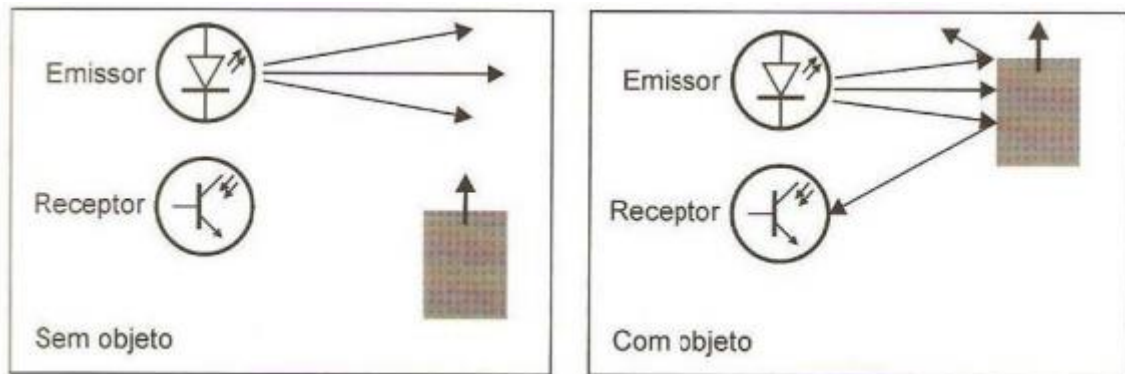 Emissor
Receptor
Sem objeto
Emissor
Receptor
Com objeto